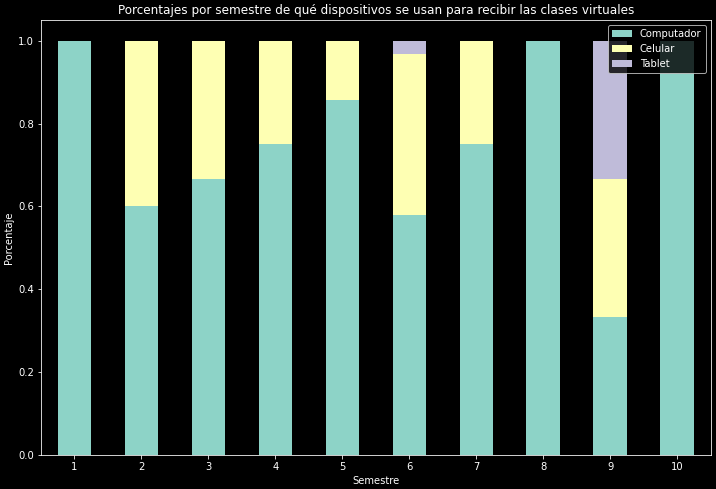 Porcentajes por semestre de qué dispositivos se usan para recibir las clases virtuales
Computador
Celular
Tablet
1.0
0.8
0.6
0.4
0.2
0.0
Porcentaje
1 2 3 4 5 6 7 8 9 10
Semestre